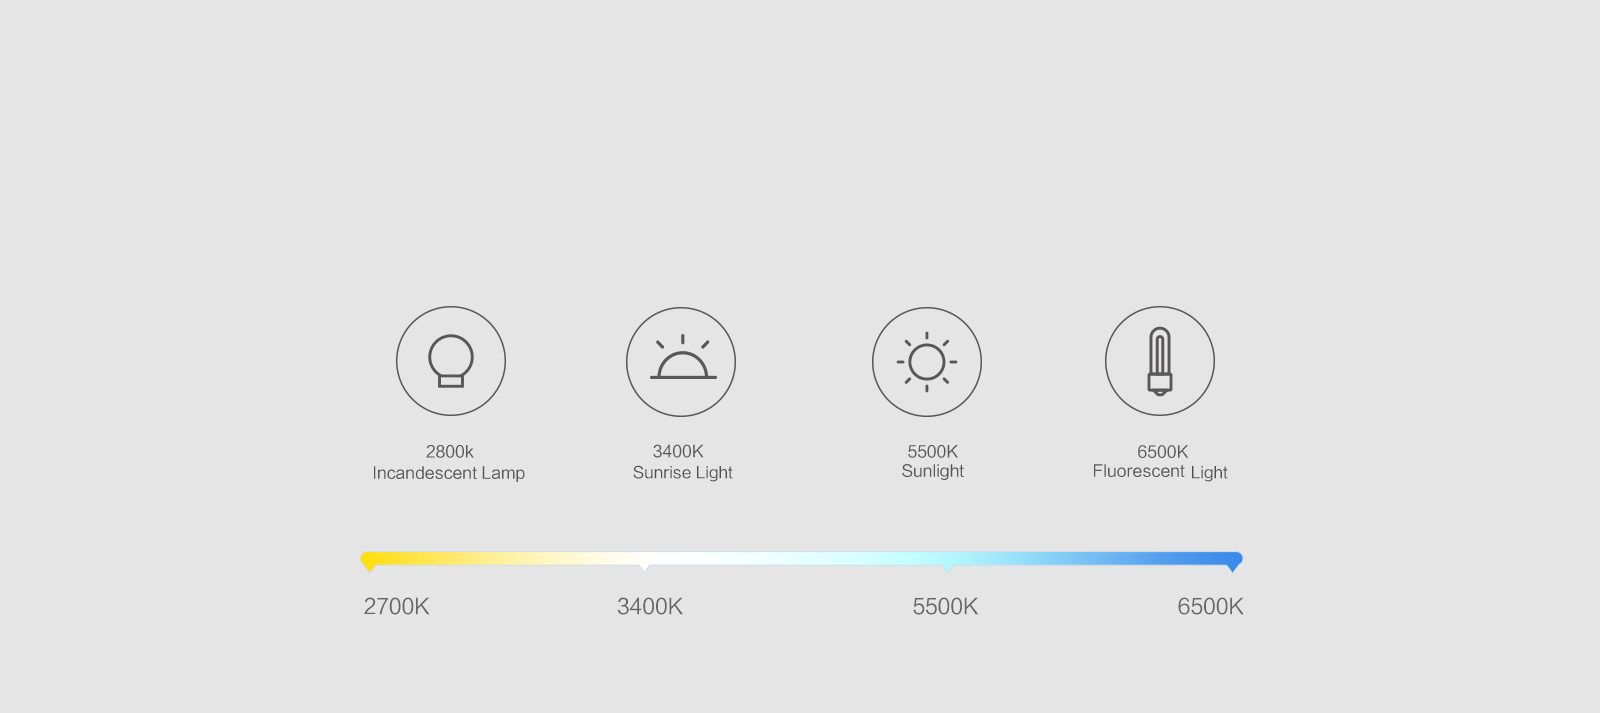 2800k
Incandescent Lamp
3400K
Sunrise Light
5500K
Sunlight
6500K
Fluorescent Light
2700K
3400K
5500K
6500K